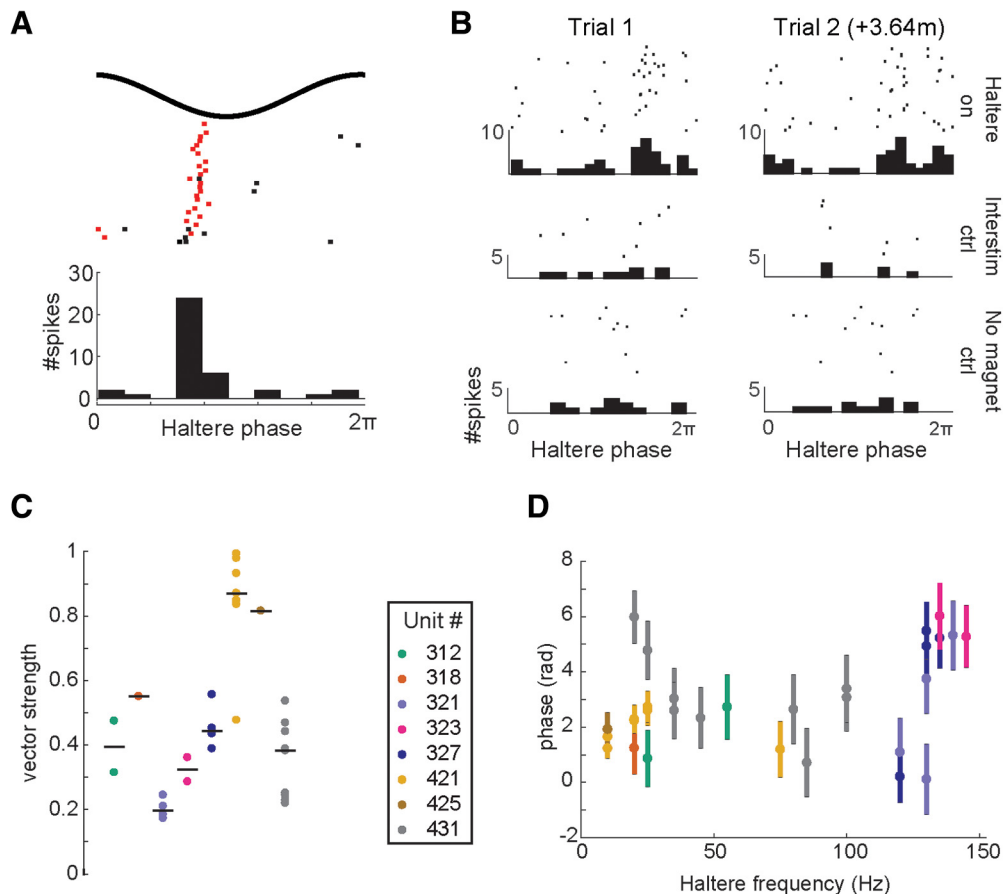 A
30
20
10
0
#spikes
0
2π
Haltere phase
B
Trial 1
Trial 2 (+3.64m)
10
Haltere
on
5
Interstim
ctrl
5
No magnet
ctrl
#spikes
0
2π
Haltere phase
0
2π
Haltere phase
C
1
0.8
0.6
0.4
0.2
0
vector strength
Unit #
312
318
321
323
327
421
425
431
D
8
6
4
2
0
-2
phase (rad)
0
50
100
150
Haltere frequency (Hz)